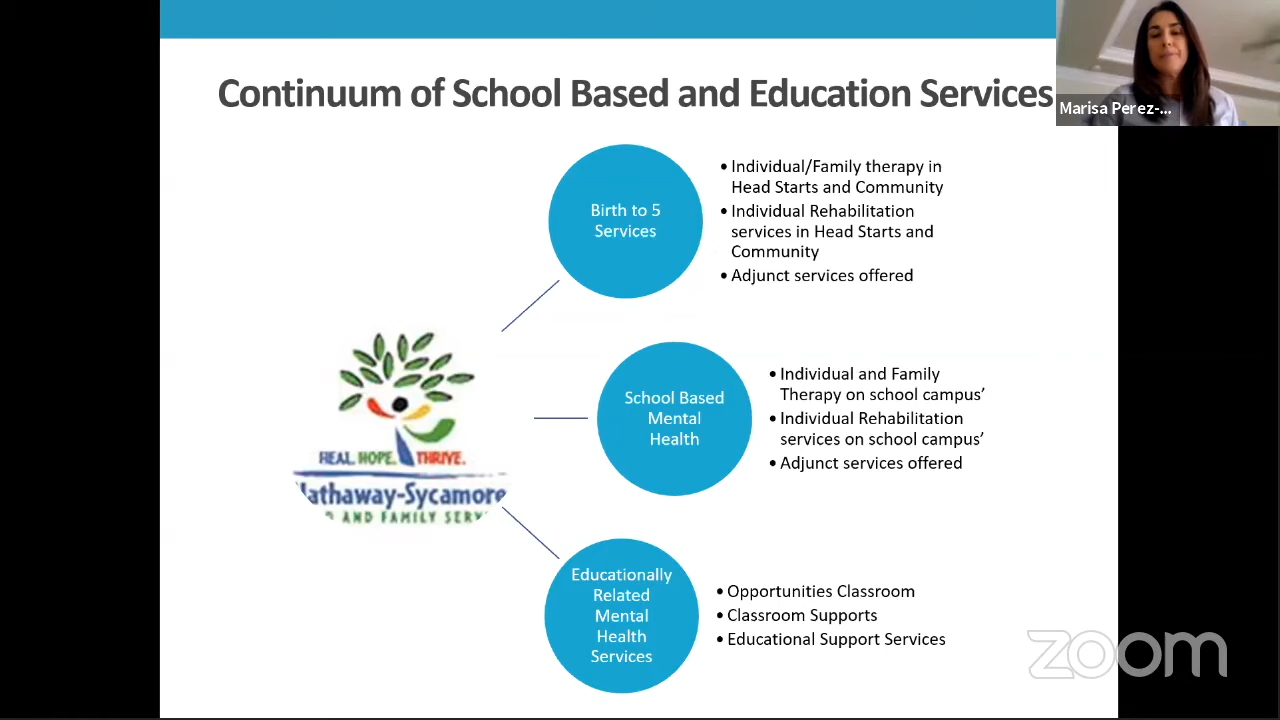 Continuum of School Based and Education Services
Marisa Perez-...
Birth to 5
Services
• Individual/Family therapy in
Head Starts and Community
• Individual Rehabilitation
services in Head Starts and
Community
• Adjunct services offered
HEAL. HOPE. THRIVE.
Hathaway-Sycamore
AND FAMILY SERV
School Based
Mental
Health
• Individual and Family
Therapy on school campus’
• Individual Rehabilitation
services on school campus’
• Adjunct services offered
Educationally
Related
Mental
Health
Services
• Opportunities Classroom
• Classroom Supports
• Educational Support Services
zoom